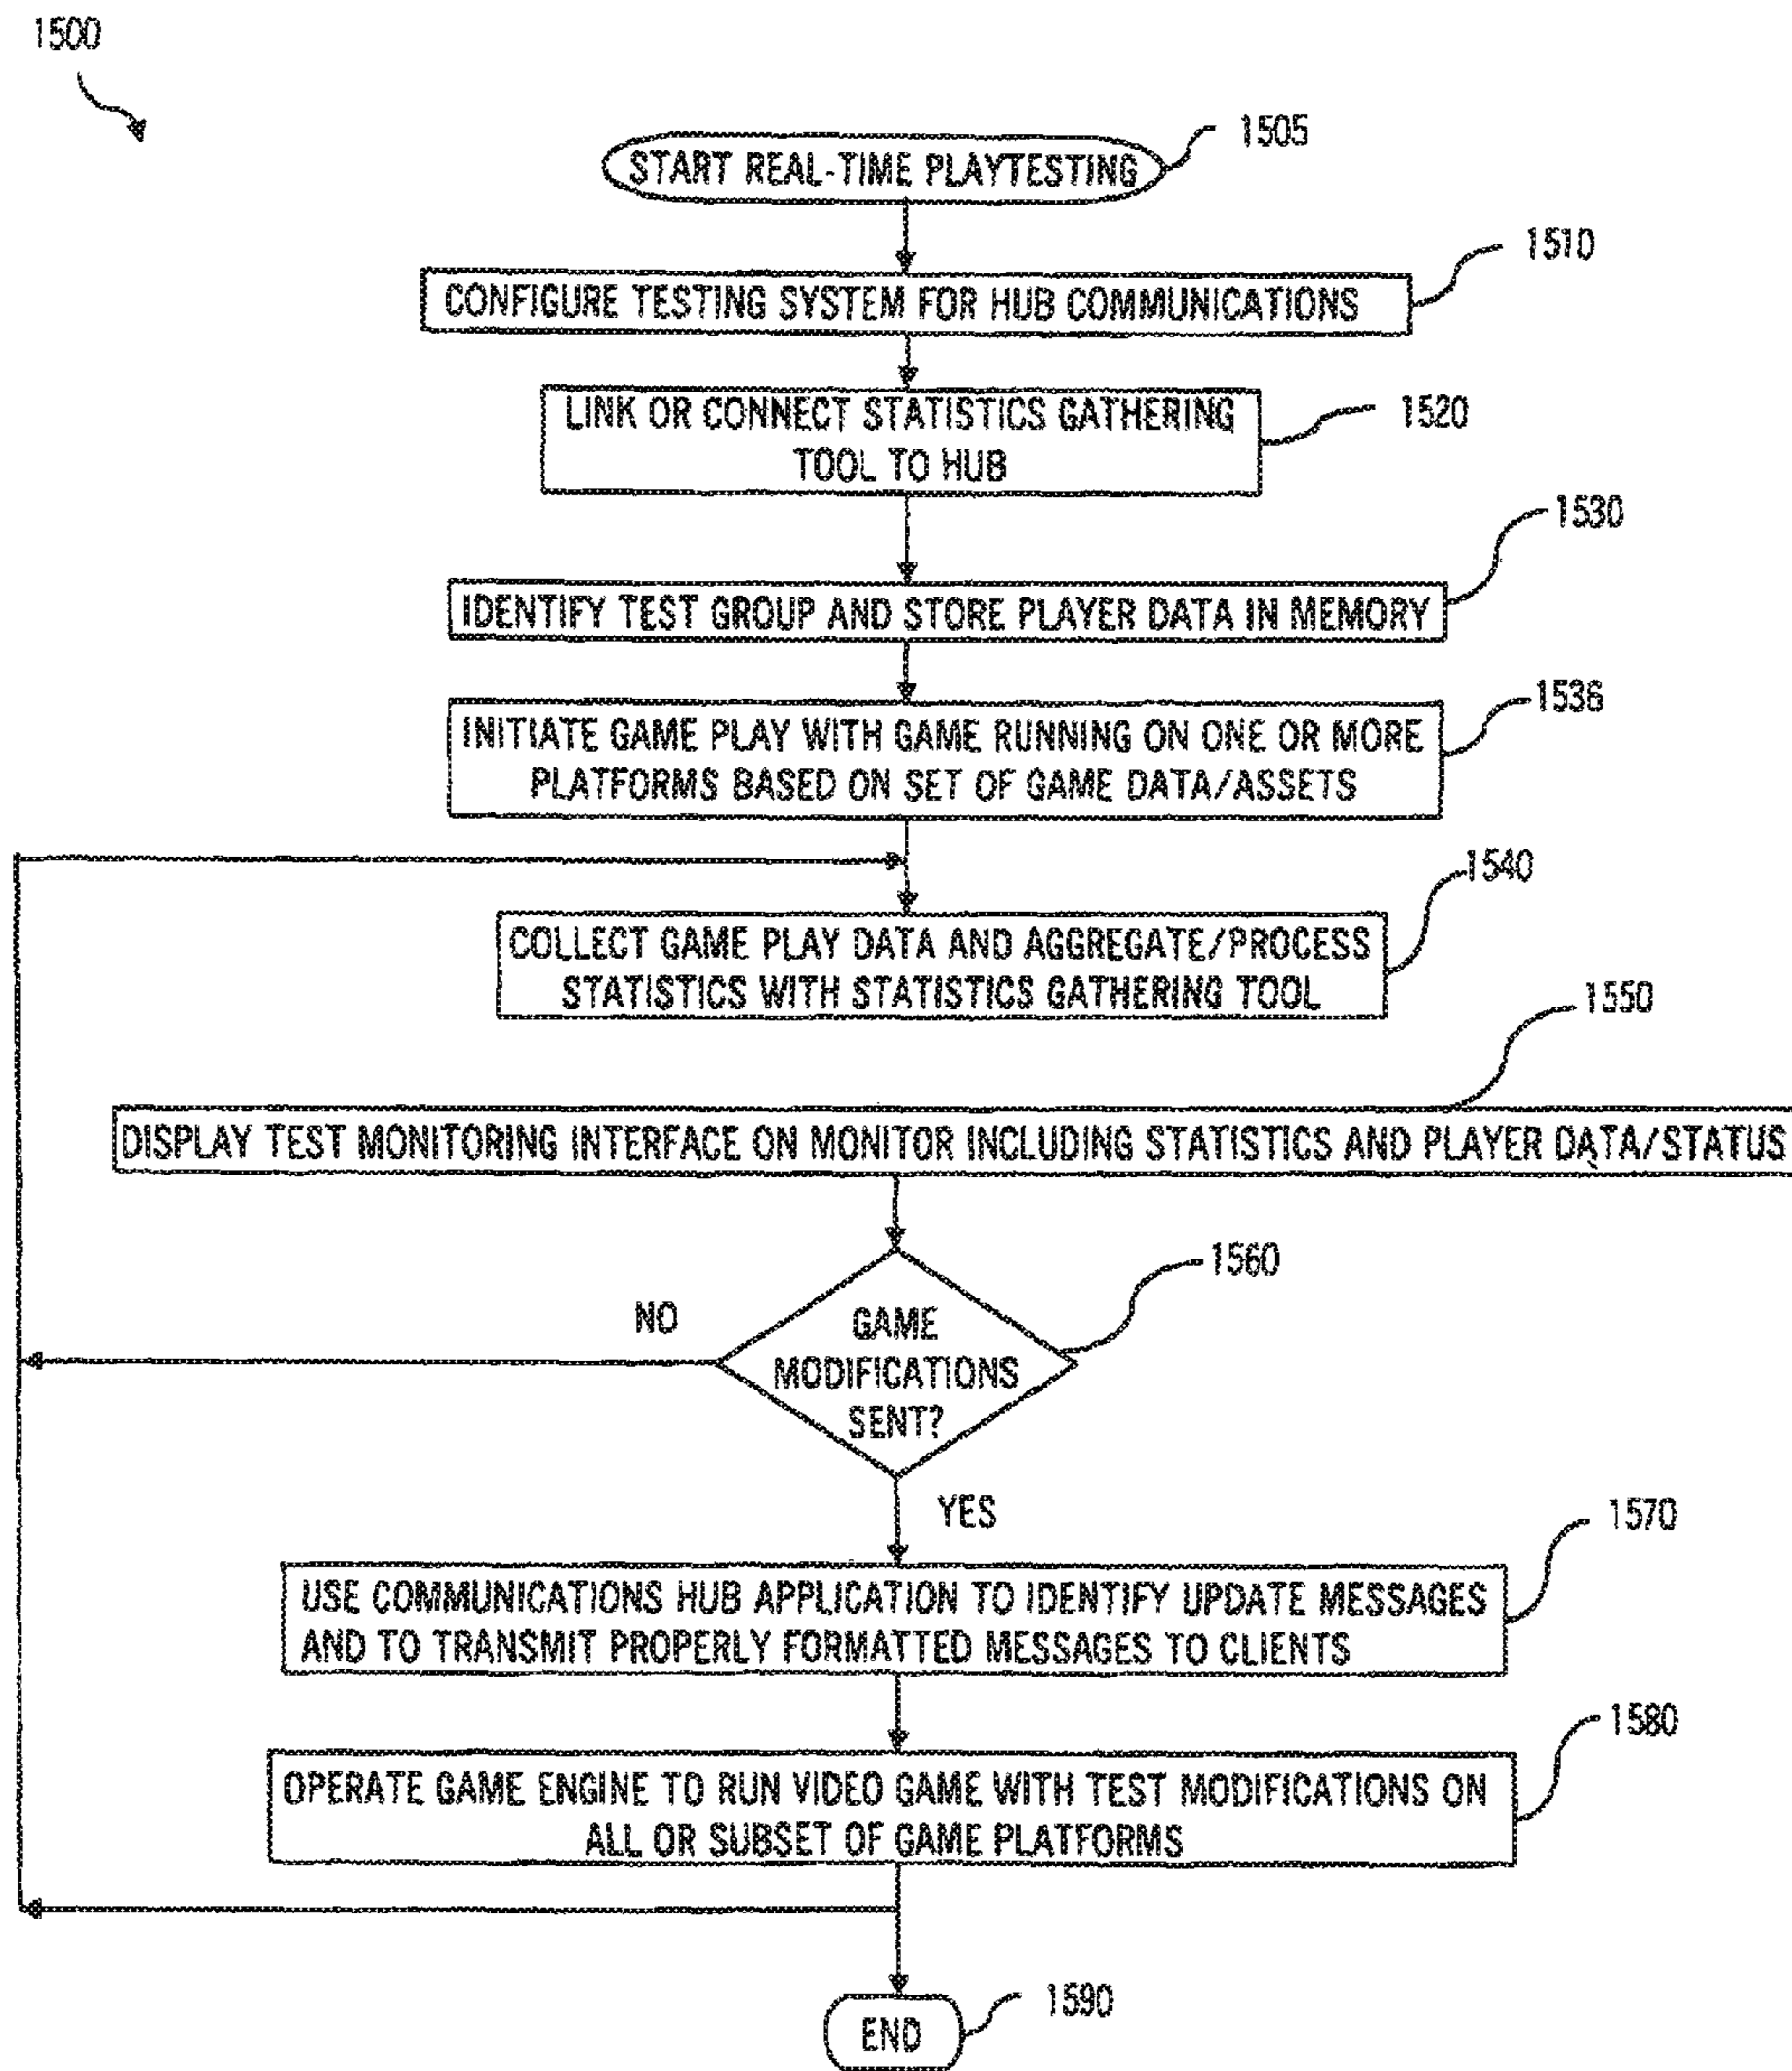 1500
START REAL-TIME PLAYTESTING
1505
CONFIGURE TESTING SYSTEM FOR HUB COMMUNICATIONS
1510
LINK OR CONNECT STATISTICS GATHERING
TOOL TO HUB
1520
IDENTIFY TEST GROUP AND STORE PLAYER DATA IN MEMORY
1530
INITIATE GAME PLAY WITH GAME RUNNING ON ONE OR MORE
PLATFORMS BASED ON SET OF GAME DATA/ASSETS
1536
COLLECT GAME PLAY DATA AND AGGREGATE/PROCESS
STATISTICS WITH STATISTICS GATHERING TOOL
1540
DISPLAY TEST MONITORING INTERFACE ON MONITOR INCLUDING STATISTICS AND PLAYER DATA/STATUS
1550
GAME
MODIFICATIONS
SENT?
1560
NO
YES
USE COMMUNICATIONS HUB APPLICATION TO IDENTIFY UPDATE MESSAGES
AND TO TRANSMIT PROPERLY FORMATTED MESSAGES TO CLIENTS
1570
OPERATE GAME ENGINE TO RUN VIDEO GAME WITH TEST MODIFICATIONS ON
ALL OR SUBSET OF GAME PLATFORMS
1580
END
1590